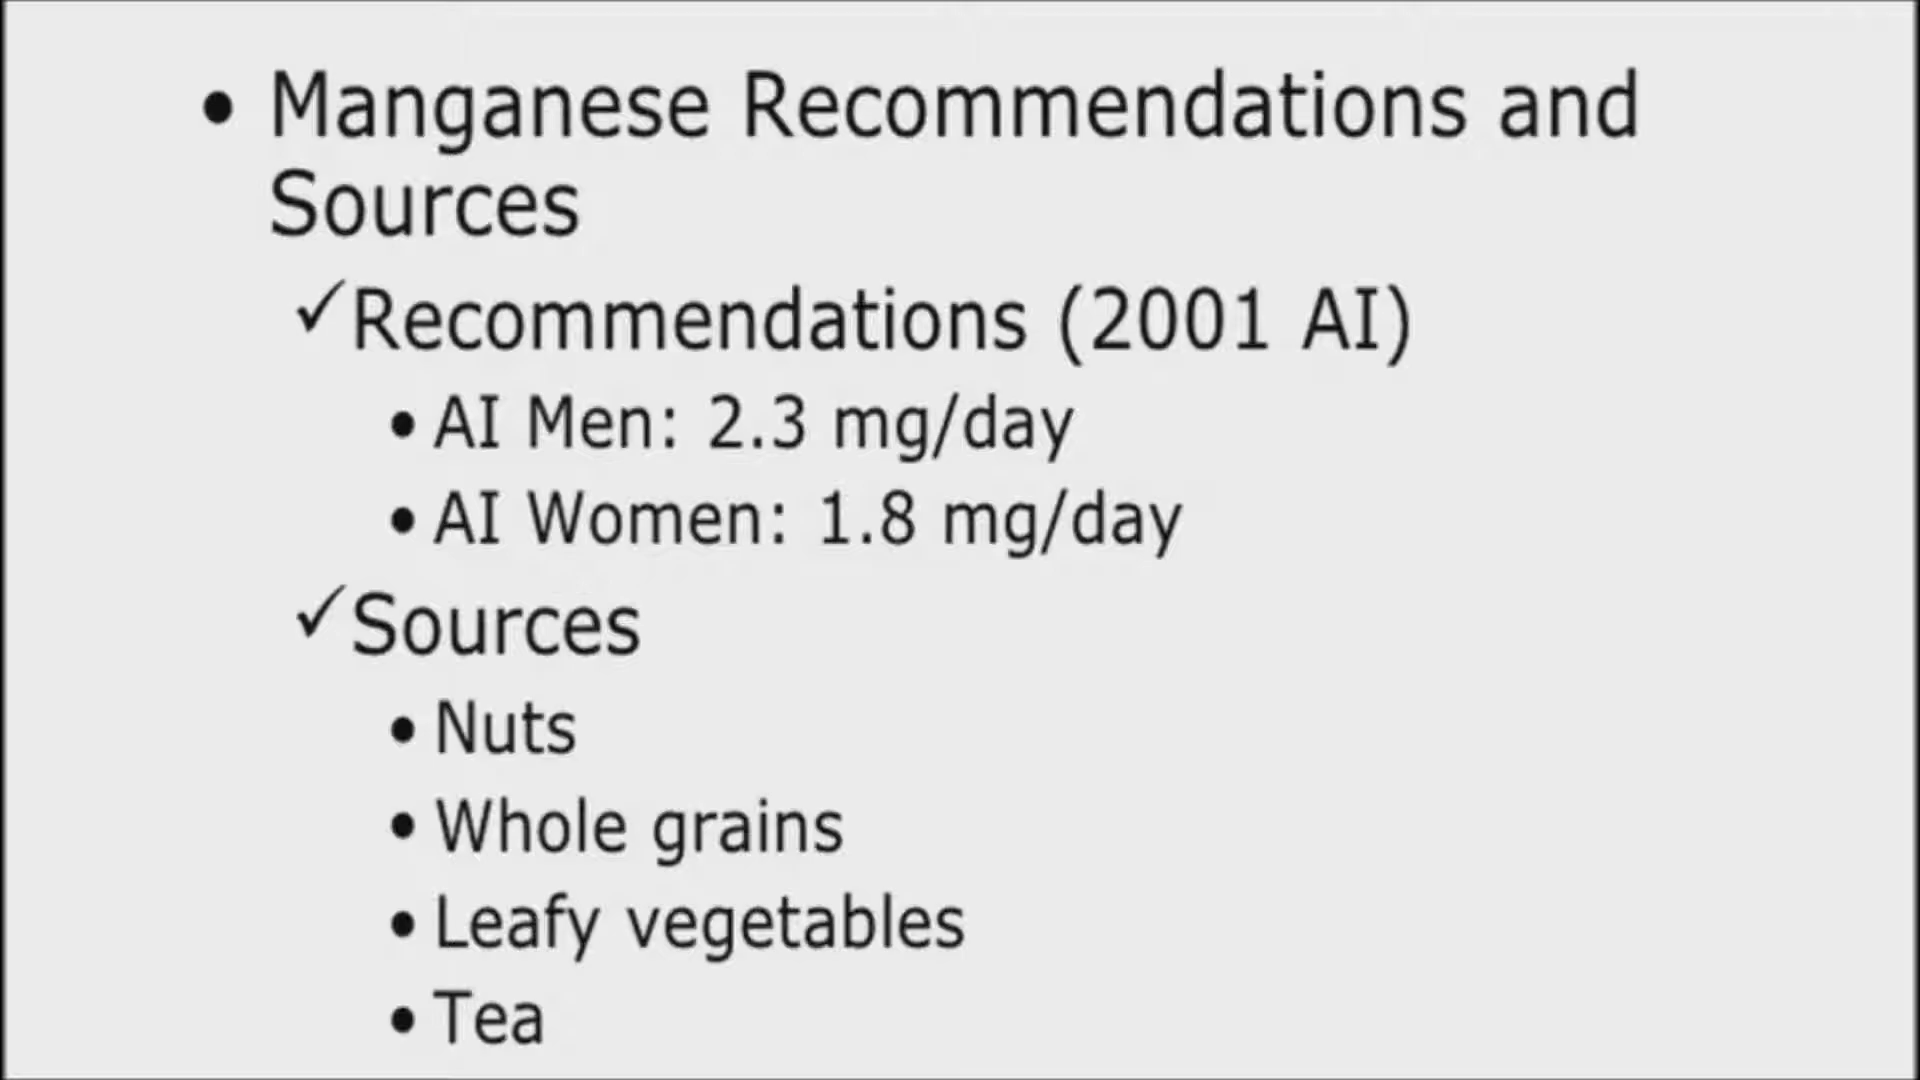 • Manganese Recommendations and
Sources
✓Recommendations (2001 AI)
• AI Men: 2.3 mg/day
• AI Women: 1.8 mg/day
✓Sources
• Nuts
• Whole grains
• Leafy vegetables
• Tea